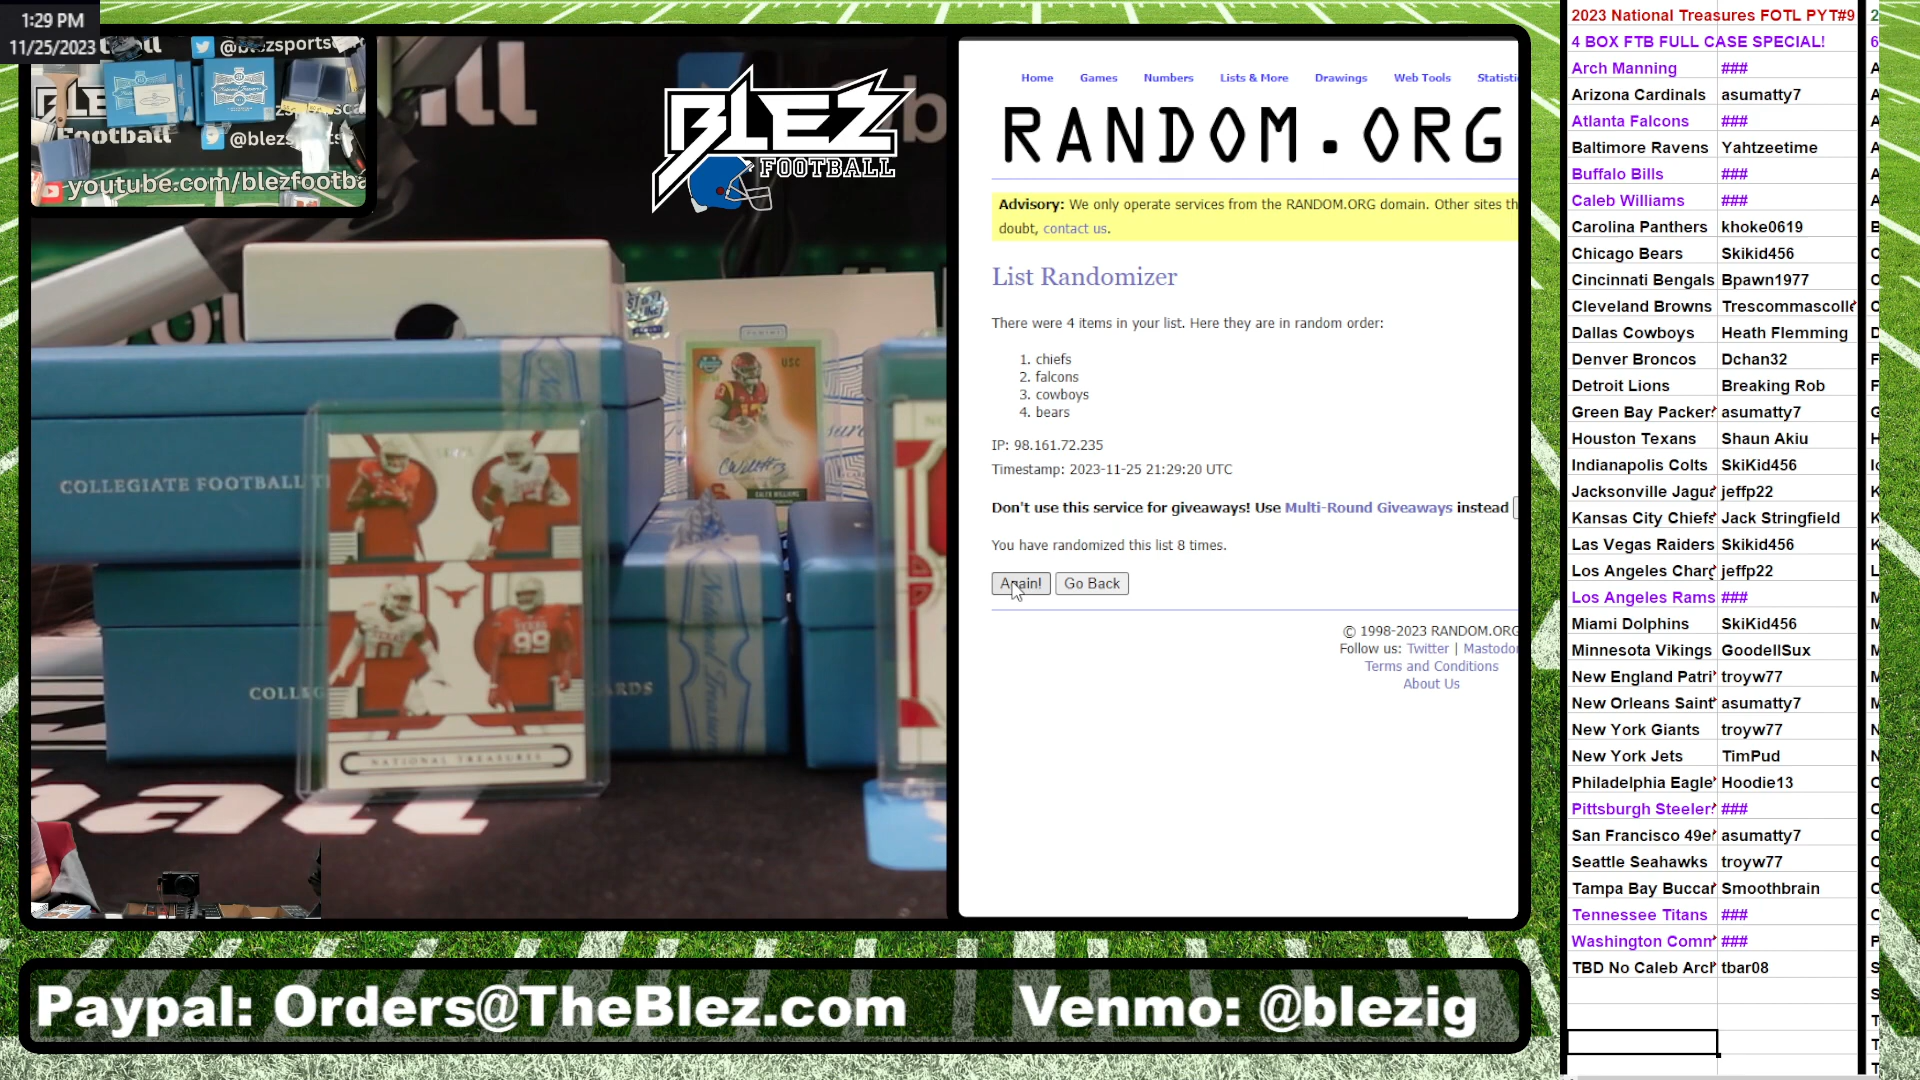 1:29 PM
11/25/2023
@blezsports
Football
@blez
youtube.com/blezfootba
BLEZ
FOOTBALL
COLLEGIATE FOOTBALL
USC
CALEB WILLIAMS
TEXAS
99
NATIONAL TREASURES
Home Games Numbers Lists & More Drawings Web Tools Statisti
RANDOM.ORG
Advisory: We only operate services from the RANDOM.ORG domain. Other sites th
doubt, contact us.
List Randomizer
There were 4 items in your list. Here they are in random order:
1. chiefs
2. falcons
3. cowboys
4. bears
IP: 98.161.72.235
Timestamp: 2023-11-25 21:29:20 UTC
Don't use this service for giveaways! Use Multi-Round Giveaways instead
You have randomized this list 8 times.
Again! Go Back
© 1998-2023 RANDOM.ORG
Follow us: Twitter | Mastodon
Terms and Conditions
About Us
2023 National Treasures FOTL PYT#9
4 BOX FTB FULL CASE SPECIAL!
Arch Manning ###
Arizona Cardinals asumatty7
Atlanta Falcons ###
Baltimore Ravens Yahtzeetime
Buffalo Bills ###
Caleb Williams ###
Carolina Panthers khoke0619
Chicago Bears Skikid456
Cincinnati Bengals Bpawn1977
Cleveland Browns Trescommascolle
Dallas Cowboys Heath Flemming
Denver Broncos Dchan32
Detroit Lions Breaking Rob
Green Bay Packer asumatty7
Houston Texans Shaun Akiu
Indianapolis Colts SkiKid456
Jacksonville Jagua jeffp22
Kansas City Chiefs Jack Stringfield
Las Vegas Raiders Skikid456
Los Angeles Charg jeffp22
Los Angeles Rams ###
Miami Dolphins SkiKid456
Minnesota Vikings GoodellSux
New England Patri troyw77
New Orleans Saint asumatty7
New York Giants troyw77
New York Jets TimPud
Philadelphia Eagle Hoodie13
Pittsburgh Steeler ###
San Francisco 49e asumatty7
Seattle Seahawks troyw77
Tampa Bay Buccar Smoothbrain
Tennessee Titans ###
Washington Comm ###
TBD No Caleb Arch tbar08
Paypal: Orders@TheBlez.com Venmo: @blezig